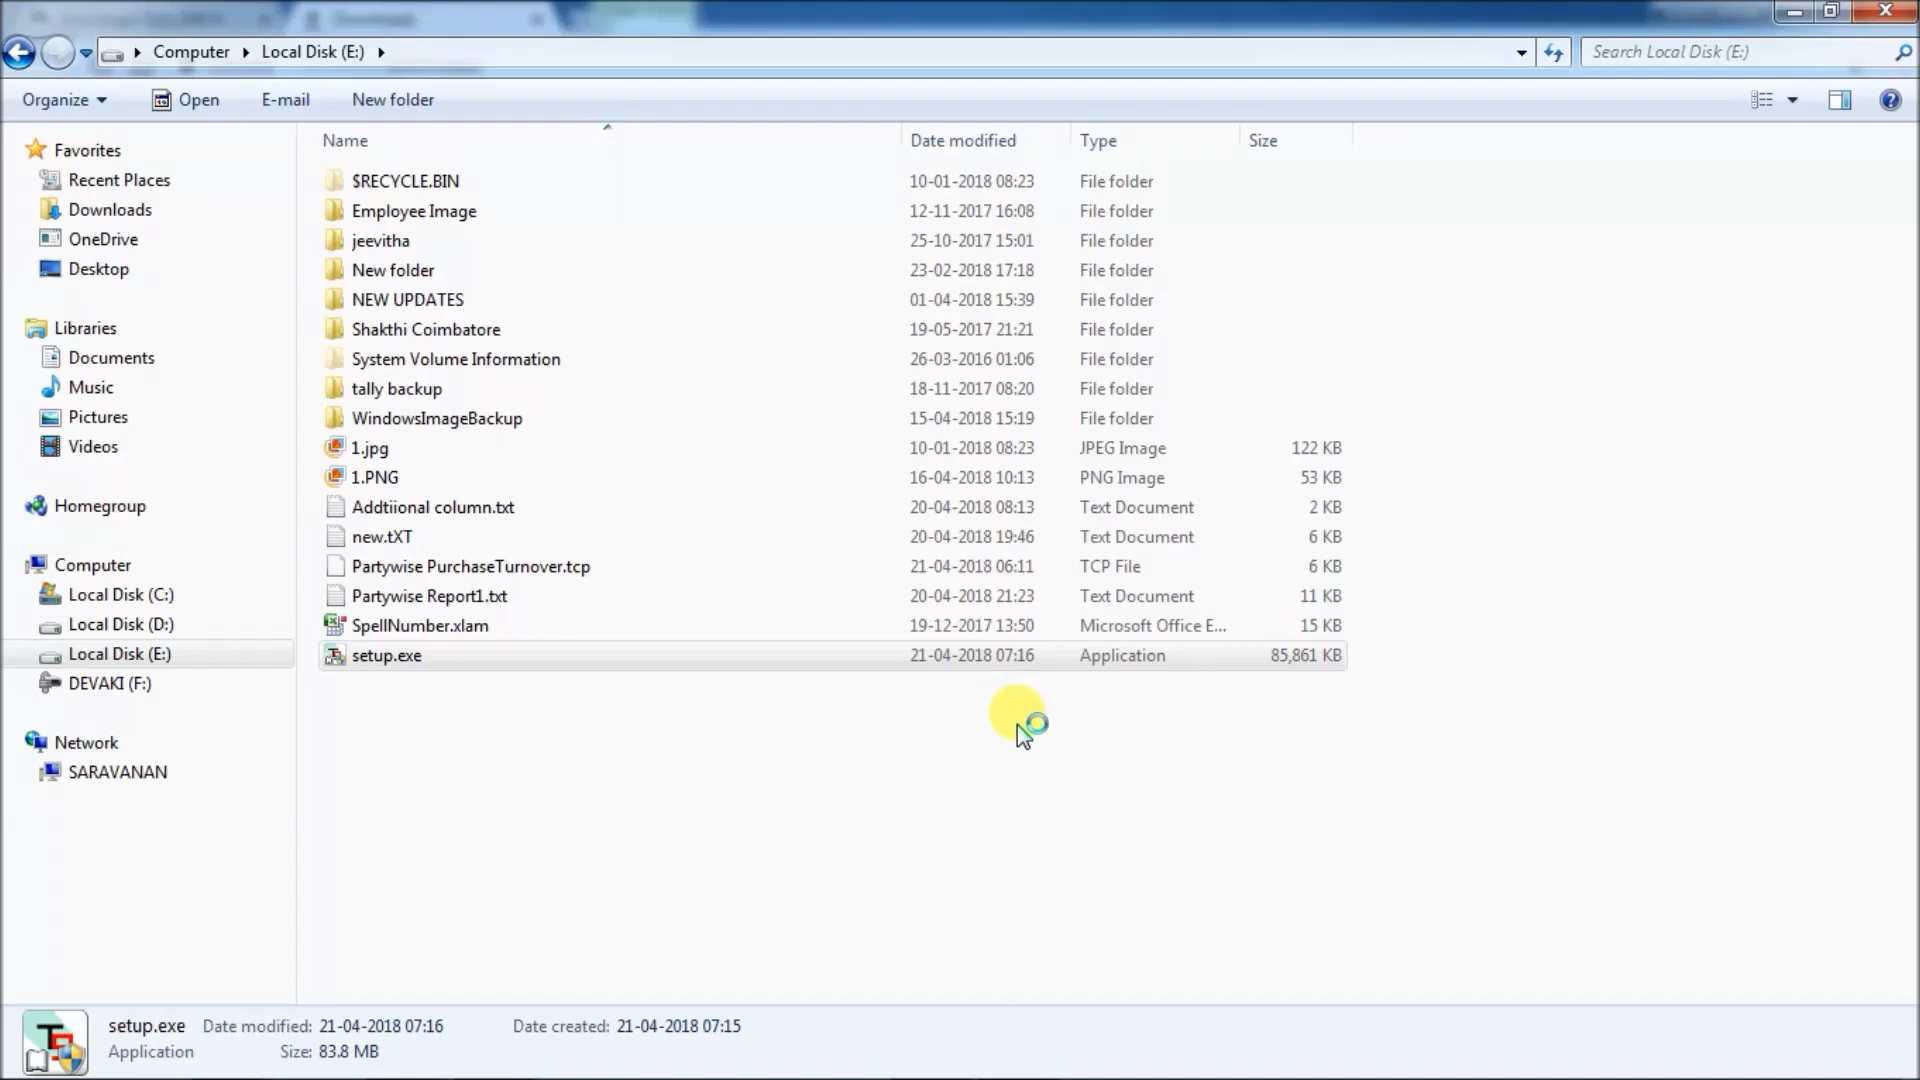 Computer Local Disk (E:)
Search Local Disk (E:)
Organize Open E-mail New folder
Name Date modified Type Size
Favorites
Recent Places
Downloads
OneDrive
Desktop
Libraries
Documents
Music
Pictures
Videos
Homegroup
Computer
Local Disk (C:)
Local Disk (D:)
Local Disk (E:)
DEVAKI (F:)
Network
SARAVANAN
$RECYCLE.BIN 10-01-2018 08:23 File folder
Employee Image 12-11-2017 16:08 File folder
jeevitha 25-10-2017 15:01 File folder
New folder 23-02-2018 17:18 File folder
NEW UPDATES 01-04-2018 15:39 File folder
Shakthi Coimbatore 19-05-2017 21:21 File folder
System Volume Information 26-03-2016 01:06 File folder
tally backup 18-11-2017 08:20 File folder
WindowsImageBackup 15-04-2018 15:19 File folder
1.jpg 10-01-2018 08:23 JPEG Image 122 KB
1.PNG 16-04-2018 10:13 PNG Image 53 KB
Addtiional column.txt 20-04-2018 08:13 Text Document 2 KB
new.tXT 20-04-2018 19:46 Text Document 6 KB
Partywise PurchaseTurnover.tcp 21-04-2018 06:11 TCP File 6 KB
Partywise Report1.txt 20-04-2018 21:23 Text Document 11 KB
SpellNumber.xlam 19-12-2017 13:50 Microsoft Office E... 15 KB
setup.exe 21-04-2018 07:16 Application 85,861 KB
setup.exe Date modified: 21-04-2018 07:16 Date created: 21-04-2018 07:15
Application Size: 83.8 MB